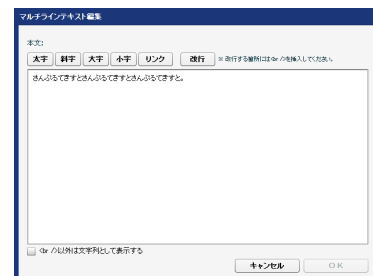 マルチラインテキスト編集
本文:
太字 斜字 大字 小字 リンク 改行 ※ 改行する箇所には<br />を挿入してください。
さんぷるてきすとさんぷるてきすとさんぷるてきすと。
<br />以外は文字列として表示する
キャンセル OK